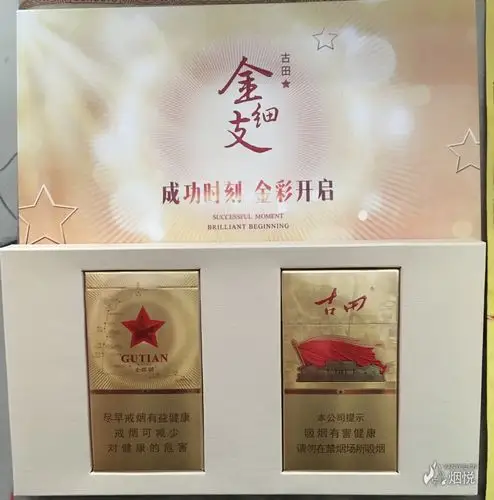 古田★
金细支
成功时刻 金彩开启
SUCCESSFUL MOMENT
BRILLIANT BEGINNING
GUTIAN
尽早戒烟有益健康
戒烟可减少
对健康的危害
古田
本公司提示
吸烟有害健康
请勿在禁烟场所吸烟
烟悦